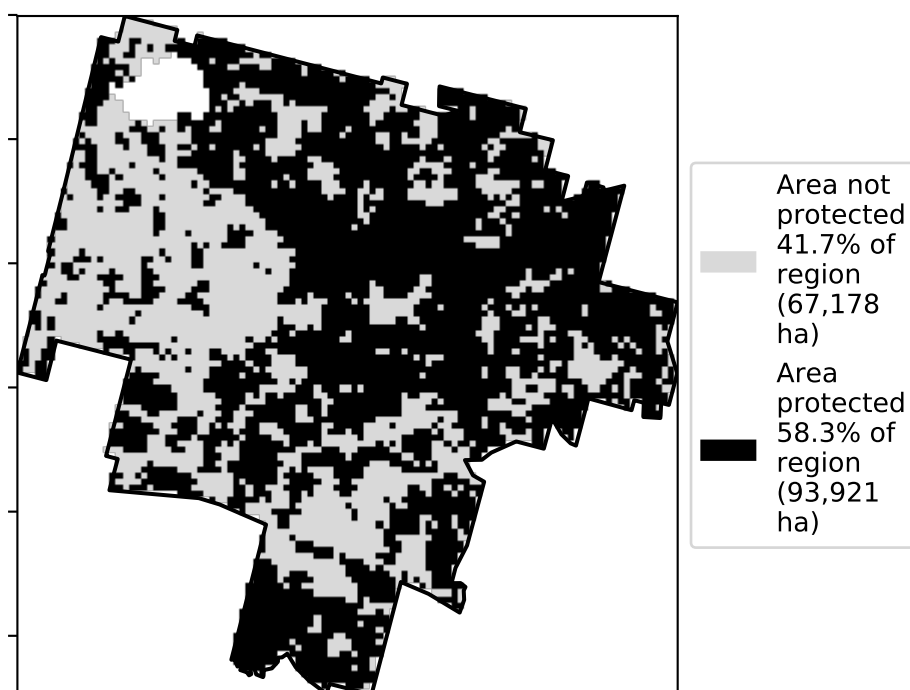 Area not
protected
41.7% of
region
(67,178
ha)
Area
protected
58.3% of
region
(93,921
ha)